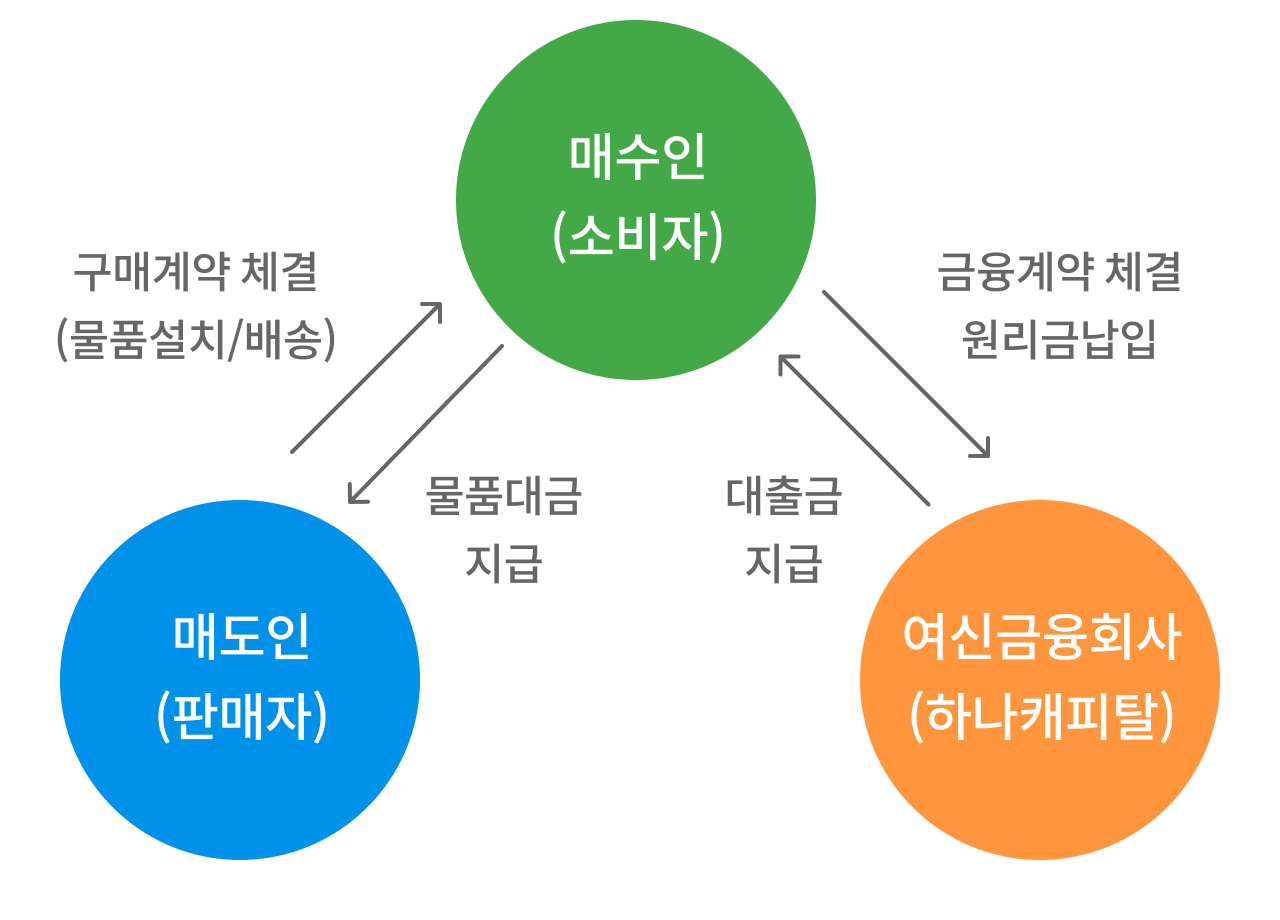 매수인
(소비자)
구매계약 체결
(물품설치/배송)
금융계약 체결
원리금납입
물품대금
지급
대출금
지급
매도인
(판매자)
여신금융회사
(하나캐피탈)